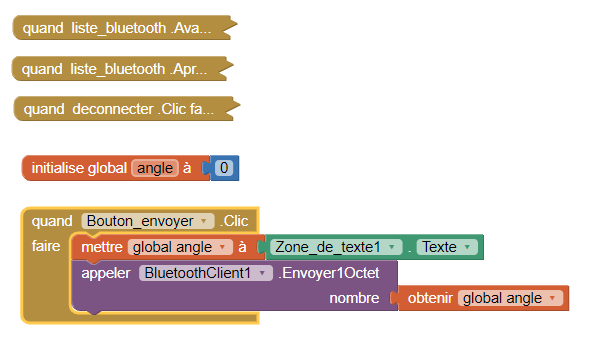 quand liste_bluetooth .Ava...
quand liste_bluetooth .Apr...
quand deconnecter .Clic fa...
initialise global angle à 0
quand Bouton_envoyer .Clic
faire mettre global angle à Zone_de_texte1 . Texte
appeler BluetoothClient1 .Envoyer1Octet
nombre obtenir global angle